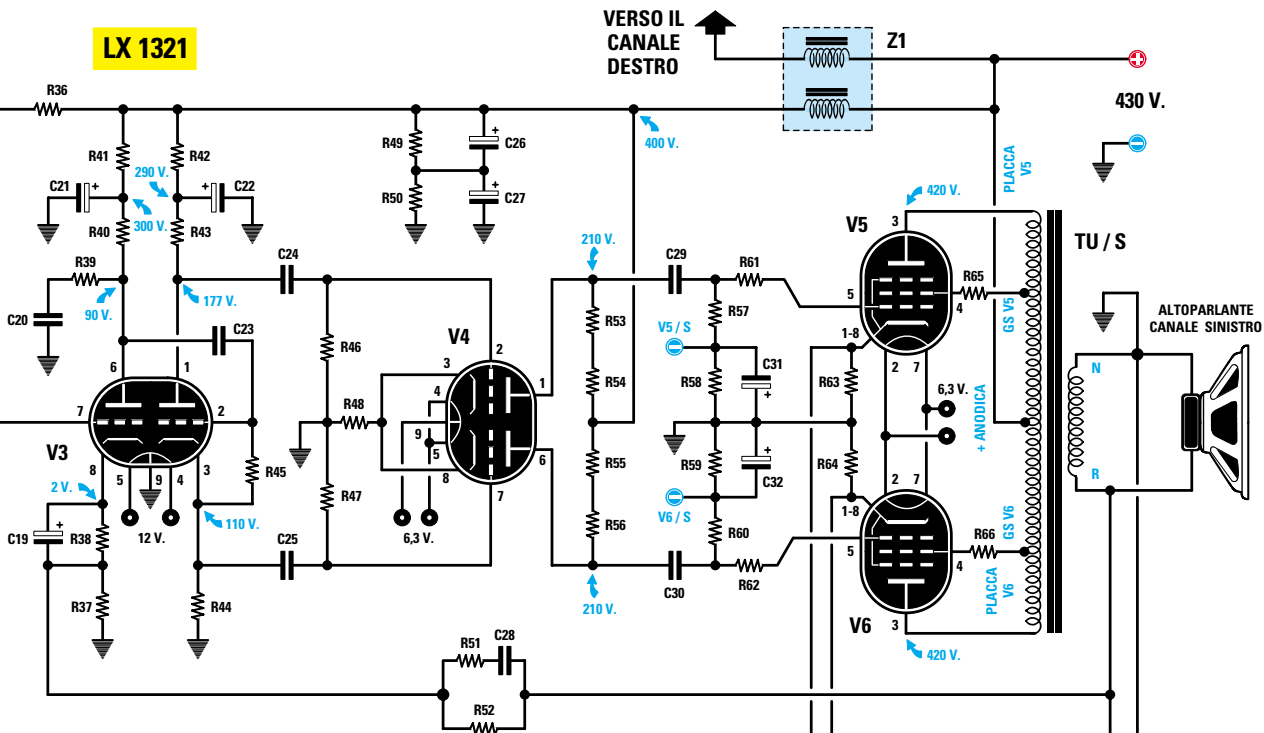 LX 1321
VERSO IL
CANALE
DESTRO
Z1
430 V.
R36
R41
R42
R49
C26
400 V.
PLACCA
V5
290 V.
C21
+
+
C22
300 V.
R50
+
C27
+
420 V.
R40
R43
V5
3
TU / S
R39
C24
210 V.
C29
R61
R65
GS V5
90 V.
177 V.
5
4
ALTOPARLANTE
CANALE SINISTRO
C20
C23
V4
R53
R57
V5 / S
1-8
6
1
R46
3
2
1
R54
C31
+
R58
R63
2
7
6,3 V.
N
+ ANODICA
7
2
R48
4
9
5
8
V3
R45
R55
R59
+
C32
R64
2
7
R
8
5
9
4
3
6
7
V6 / S
1-8
GS V6
2 V.
110 V.
R47
R56
R60
R66
C19
+
R38
12 V.
6,3 V.
C25
5
4
C30
R62
PLACCA
V6
R37
R44
210 V.
V6
3
420 V.
R51
C28
R52